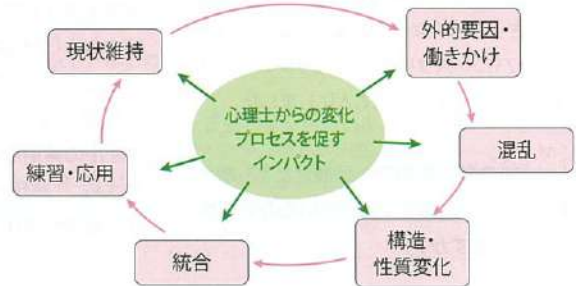 現状維持
外的要因・
働きかけ
心理士からの変化
プロセスを促す
インパクト
混乱
練習・応用
構造・
性質変化
統合